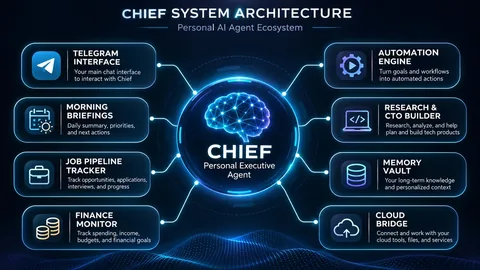 CHIEF SYSTEM ARCHITECTURE
Personal AI Agent Ecosystem
TELEGRAM
INTERFACE
Your main chat interface
to interact with Chief
MORNING
BRIEFINGS
Daily summary, priorities,
and next actions
JOB PIPELINE
TRACKER
Track opportunities, applications,
interviews, and progress
FINANCE
MONITOR
Track spending, income,
budgets, and financial goals
CHIEF
Personal Executive
Agent
AUTOMATION
ENGINE
Turn goals and workflows
into automated actions
RESEARCH &
CTO BUILDER
Research, analyze, and help
plan and build tech products
MEMORY
VAULT
Your long-term knowledge
and personalized context
CLOUD
BRIDGE
Connect and work with your
cloud tools, files, and services